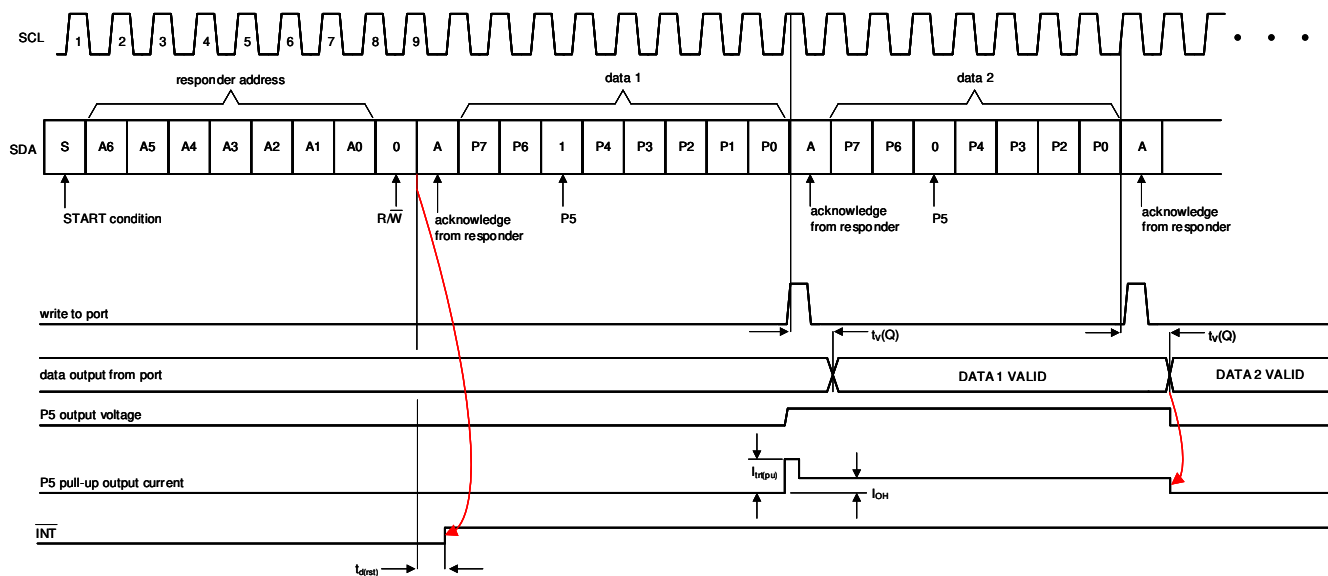 SCL
1 2 3 4 5 6 7 8 9
responder address
data 1
data 2
SDA
S A6 A5 A4 A3 A2 A1 A0 0 A P7 P6 1 P4 P3 P2 P1 P0 A P7 P6 0 P4 P3 P2 P0 A
START condition
R/W̅
acknowledge
from responder
P5
acknowledge
from responder
P5
acknowledge
from responder
write to port
tV(Q)
tV(Q)
data output from port
DATA 1 VALID
DATA 2 VALID
P5 output voltage
Itrt(pu)
P5 pull-up output current
IOH
I̅N̅T̅
td(rst)